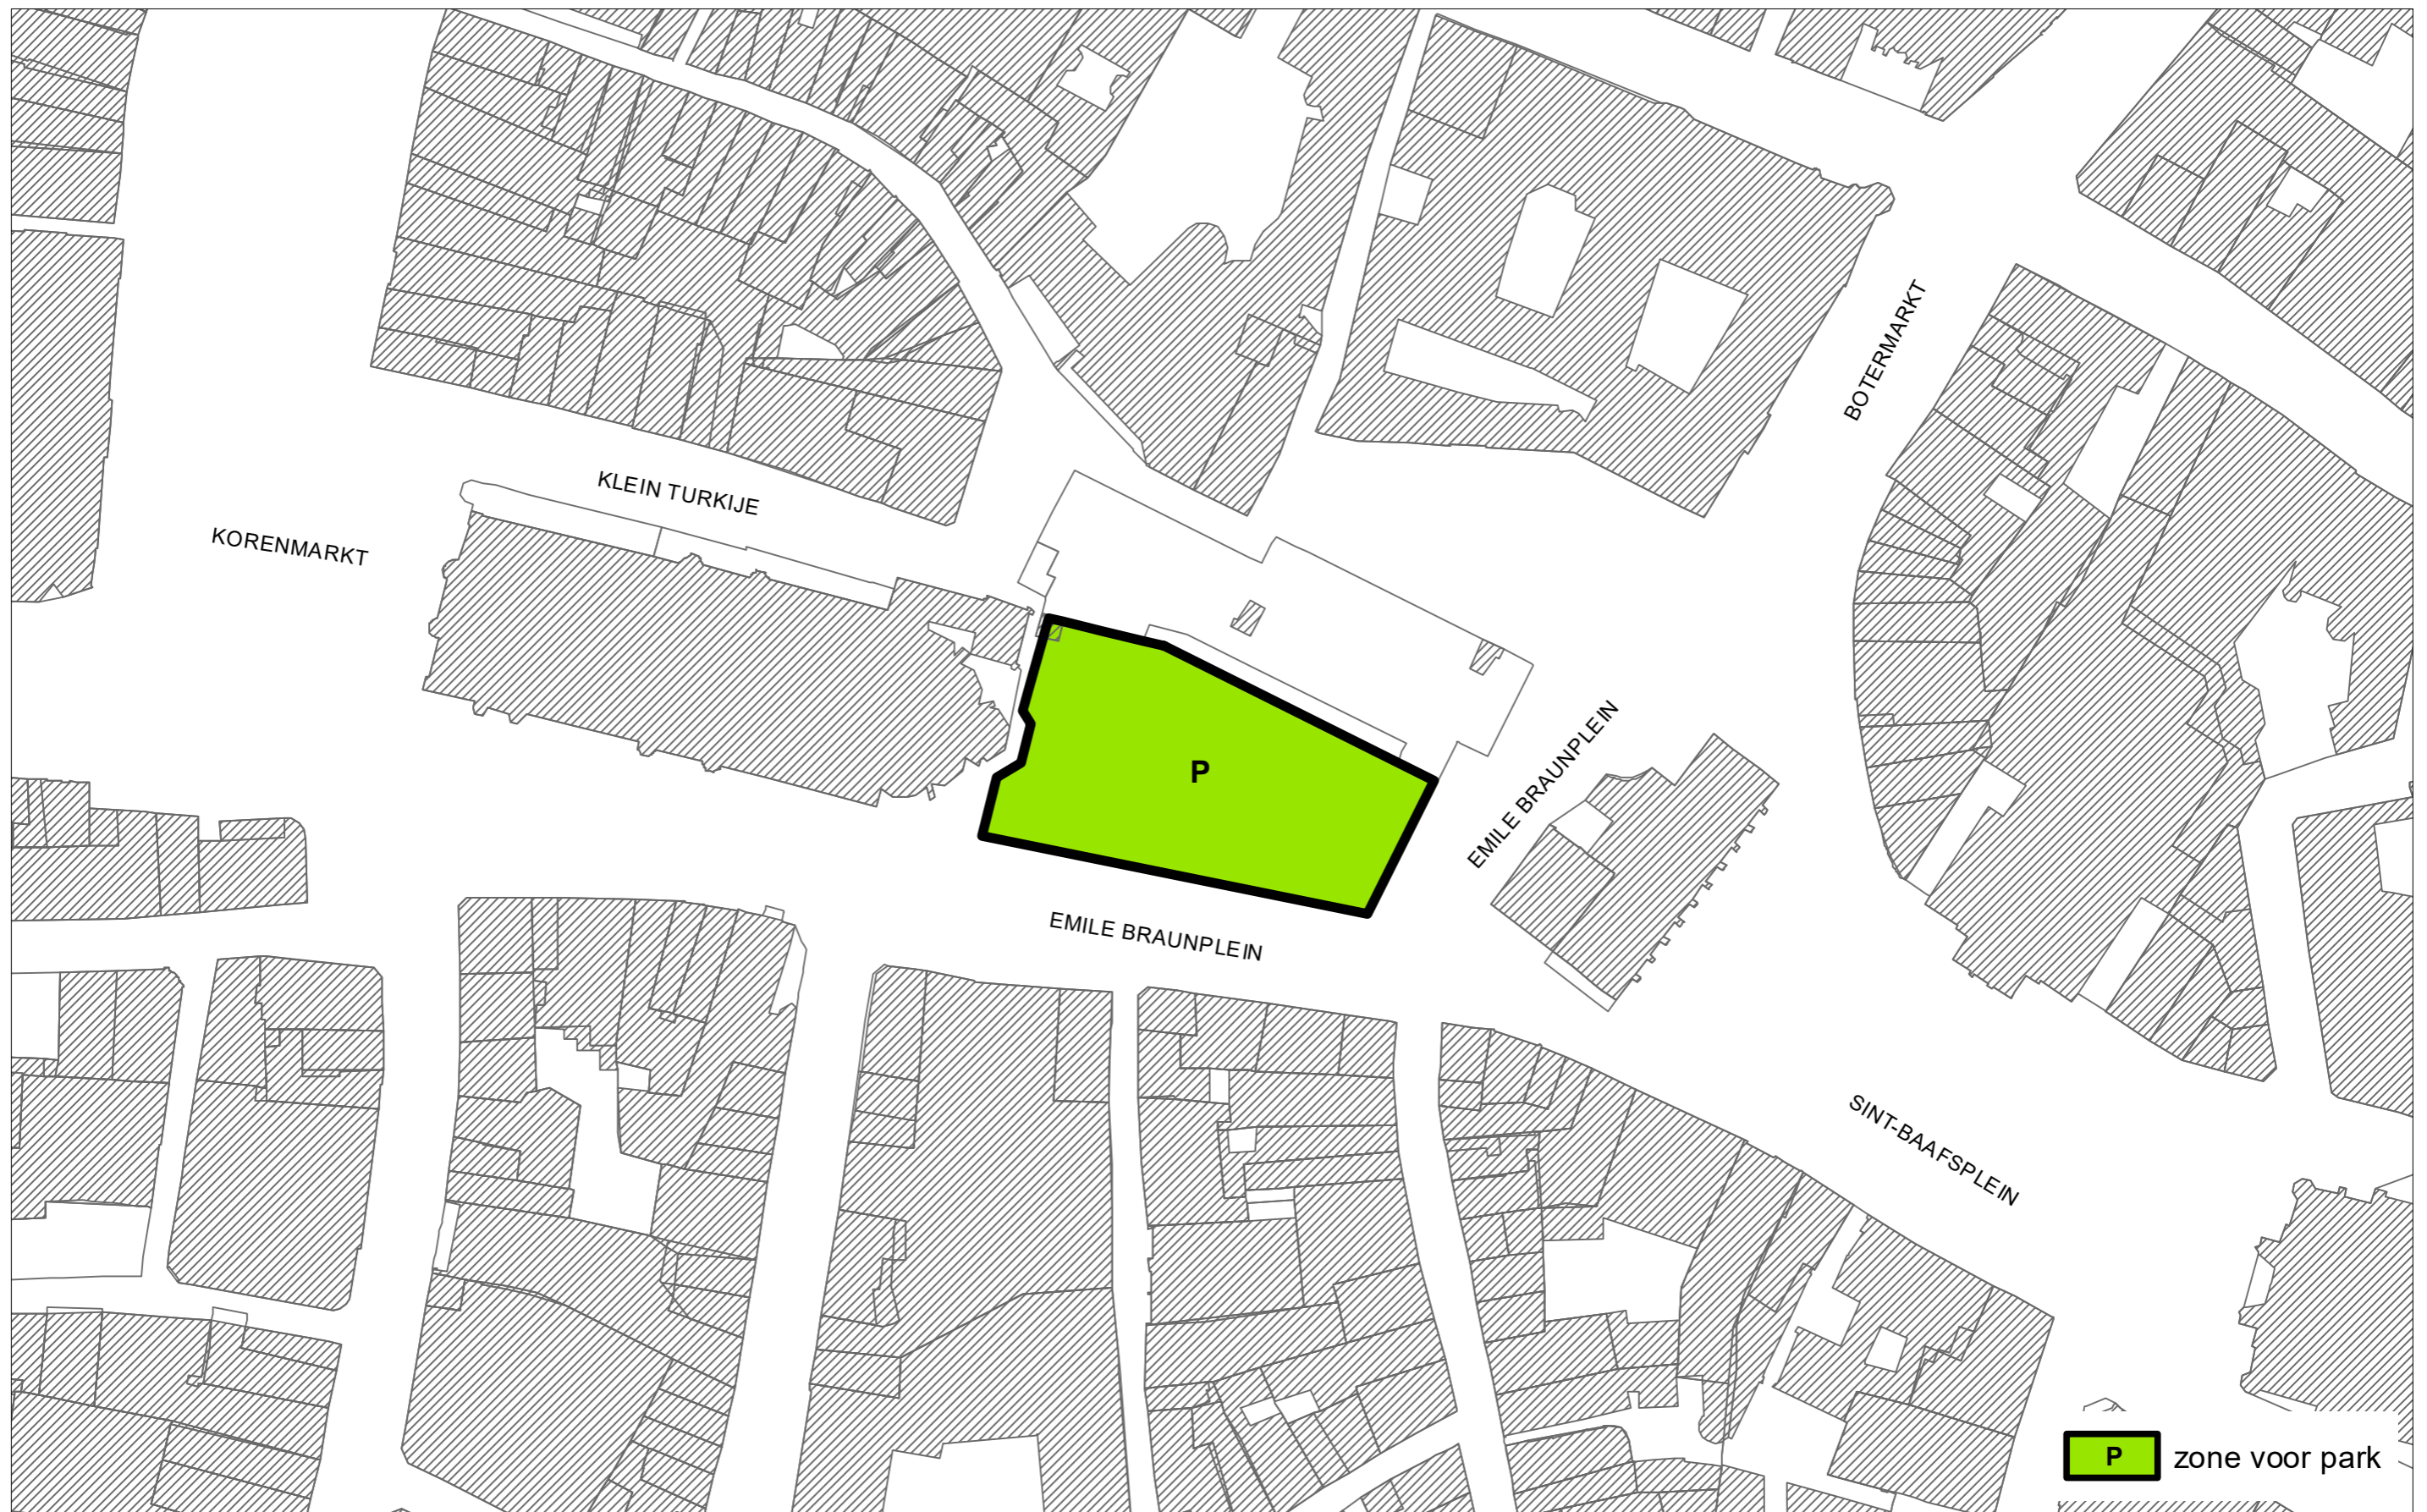 BOTERMARKT
KLEIN TURKIJE
KORENMARKT
P
EMILE BRAUNPLEIN
EMILE BRAUNPLEIN
SINT-BAAFSPLEIN
P zone voor park